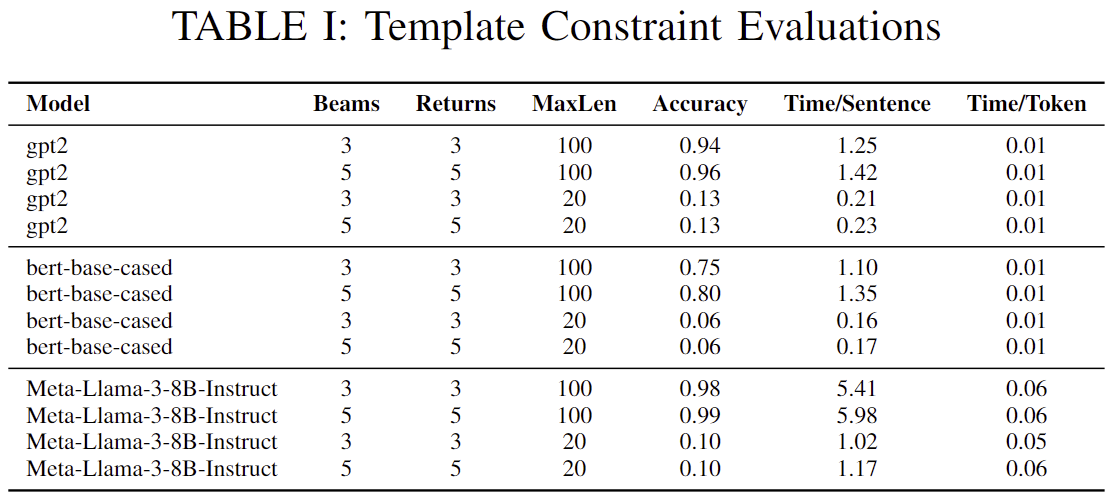 TABLE I: Template Constraint Evaluations
Model Beams Returns MaxLen Accuracy Time/Sentence Time/Token
gpt2 3 3 100 0.94 1.25 0.01
gpt2 5 5 100 0.96 1.42 0.01
gpt2 3 3 20 0.13 0.21 0.01
gpt2 5 5 20 0.13 0.23 0.01
bert-base-cased 3 3 100 0.75 1.10 0.01
bert-base-cased 5 5 100 0.80 1.35 0.01
bert-base-cased 3 3 20 0.06 0.16 0.01
bert-base-cased 5 5 20 0.06 0.17 0.01
Meta-Llama-3-8B-Instruct 3 3 100 0.98 5.41 0.06
Meta-Llama-3-8B-Instruct 5 5 100 0.99 5.98 0.06
Meta-Llama-3-8B-Instruct 3 3 20 0.10 1.02 0.05
Meta-Llama-3-8B-Instruct 5 5 20 0.10 1.17 0.06